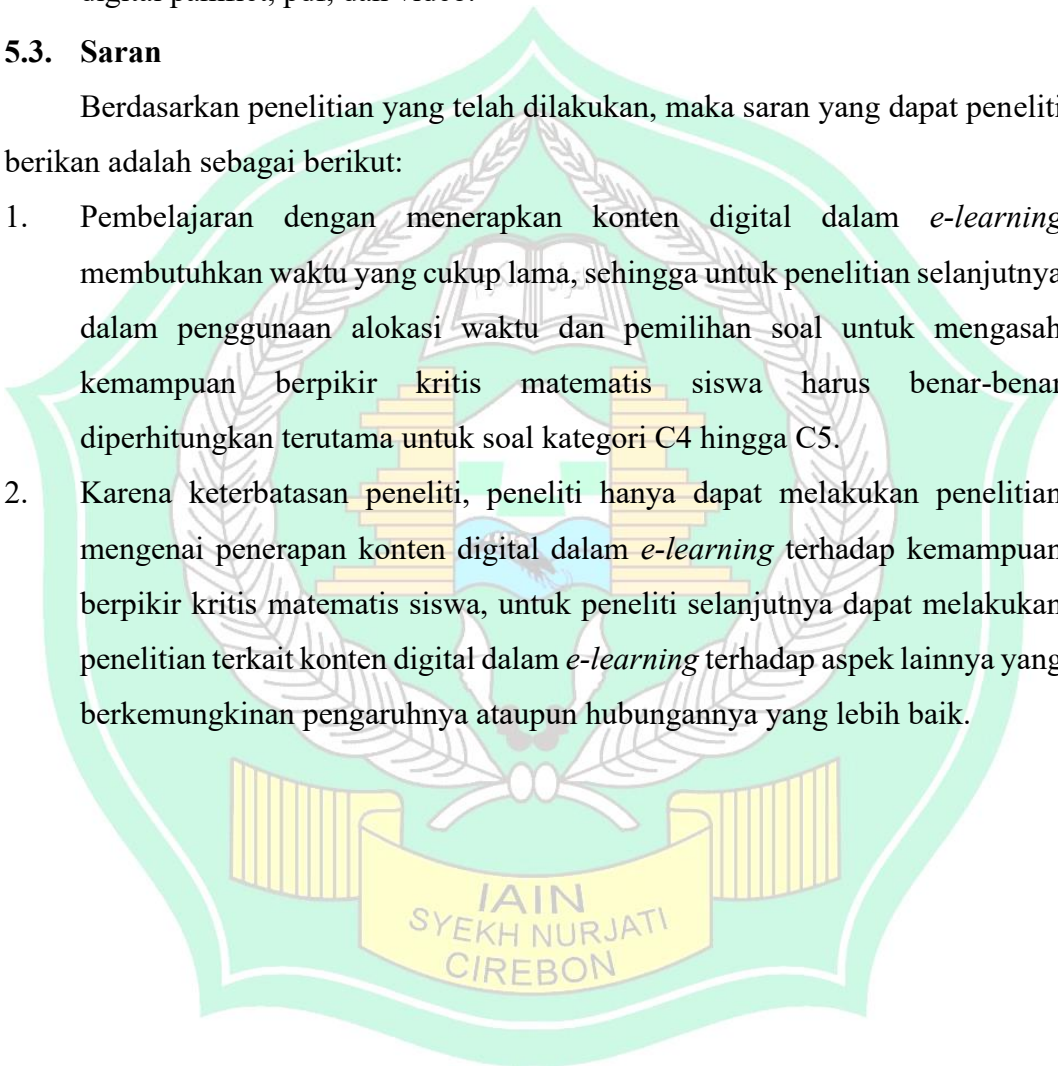 digital pamflet, pdf, dan video.
5.3. Saran
Berdasarkan penelitian yang telah dilakukan, maka saran yang dapat peneliti
berikan adalah sebagai berikut:
1. Pembelajaran dengan menerapkan konten digital dalam e-learning
membutuhkan waktu yang cukup lama, sehingga untuk penelitian selanjutnya
dalam penggunaan alokasi waktu dan pemilihan soal untuk mengasah
kemampuan berpikir kritis matematis siswa harus benar-benar
diperhitungkan terutama untuk soal kategori C4 hingga C5.
2. Karena keterbatasan peneliti, peneliti hanya dapat melakukan penelitian
mengenai penerapan konten digital dalam e-learning terhadap kemampuan
berpikir kritis matematis siswa, untuk peneliti selanjutnya dapat melakukan
penelitian terkait konten digital dalam e-learning terhadap aspek lainnya yang
berkemungkinan pengaruhnya ataupun hubungannya yang lebih baik.
IAIN
SYEKH NURJATI
CIREBON